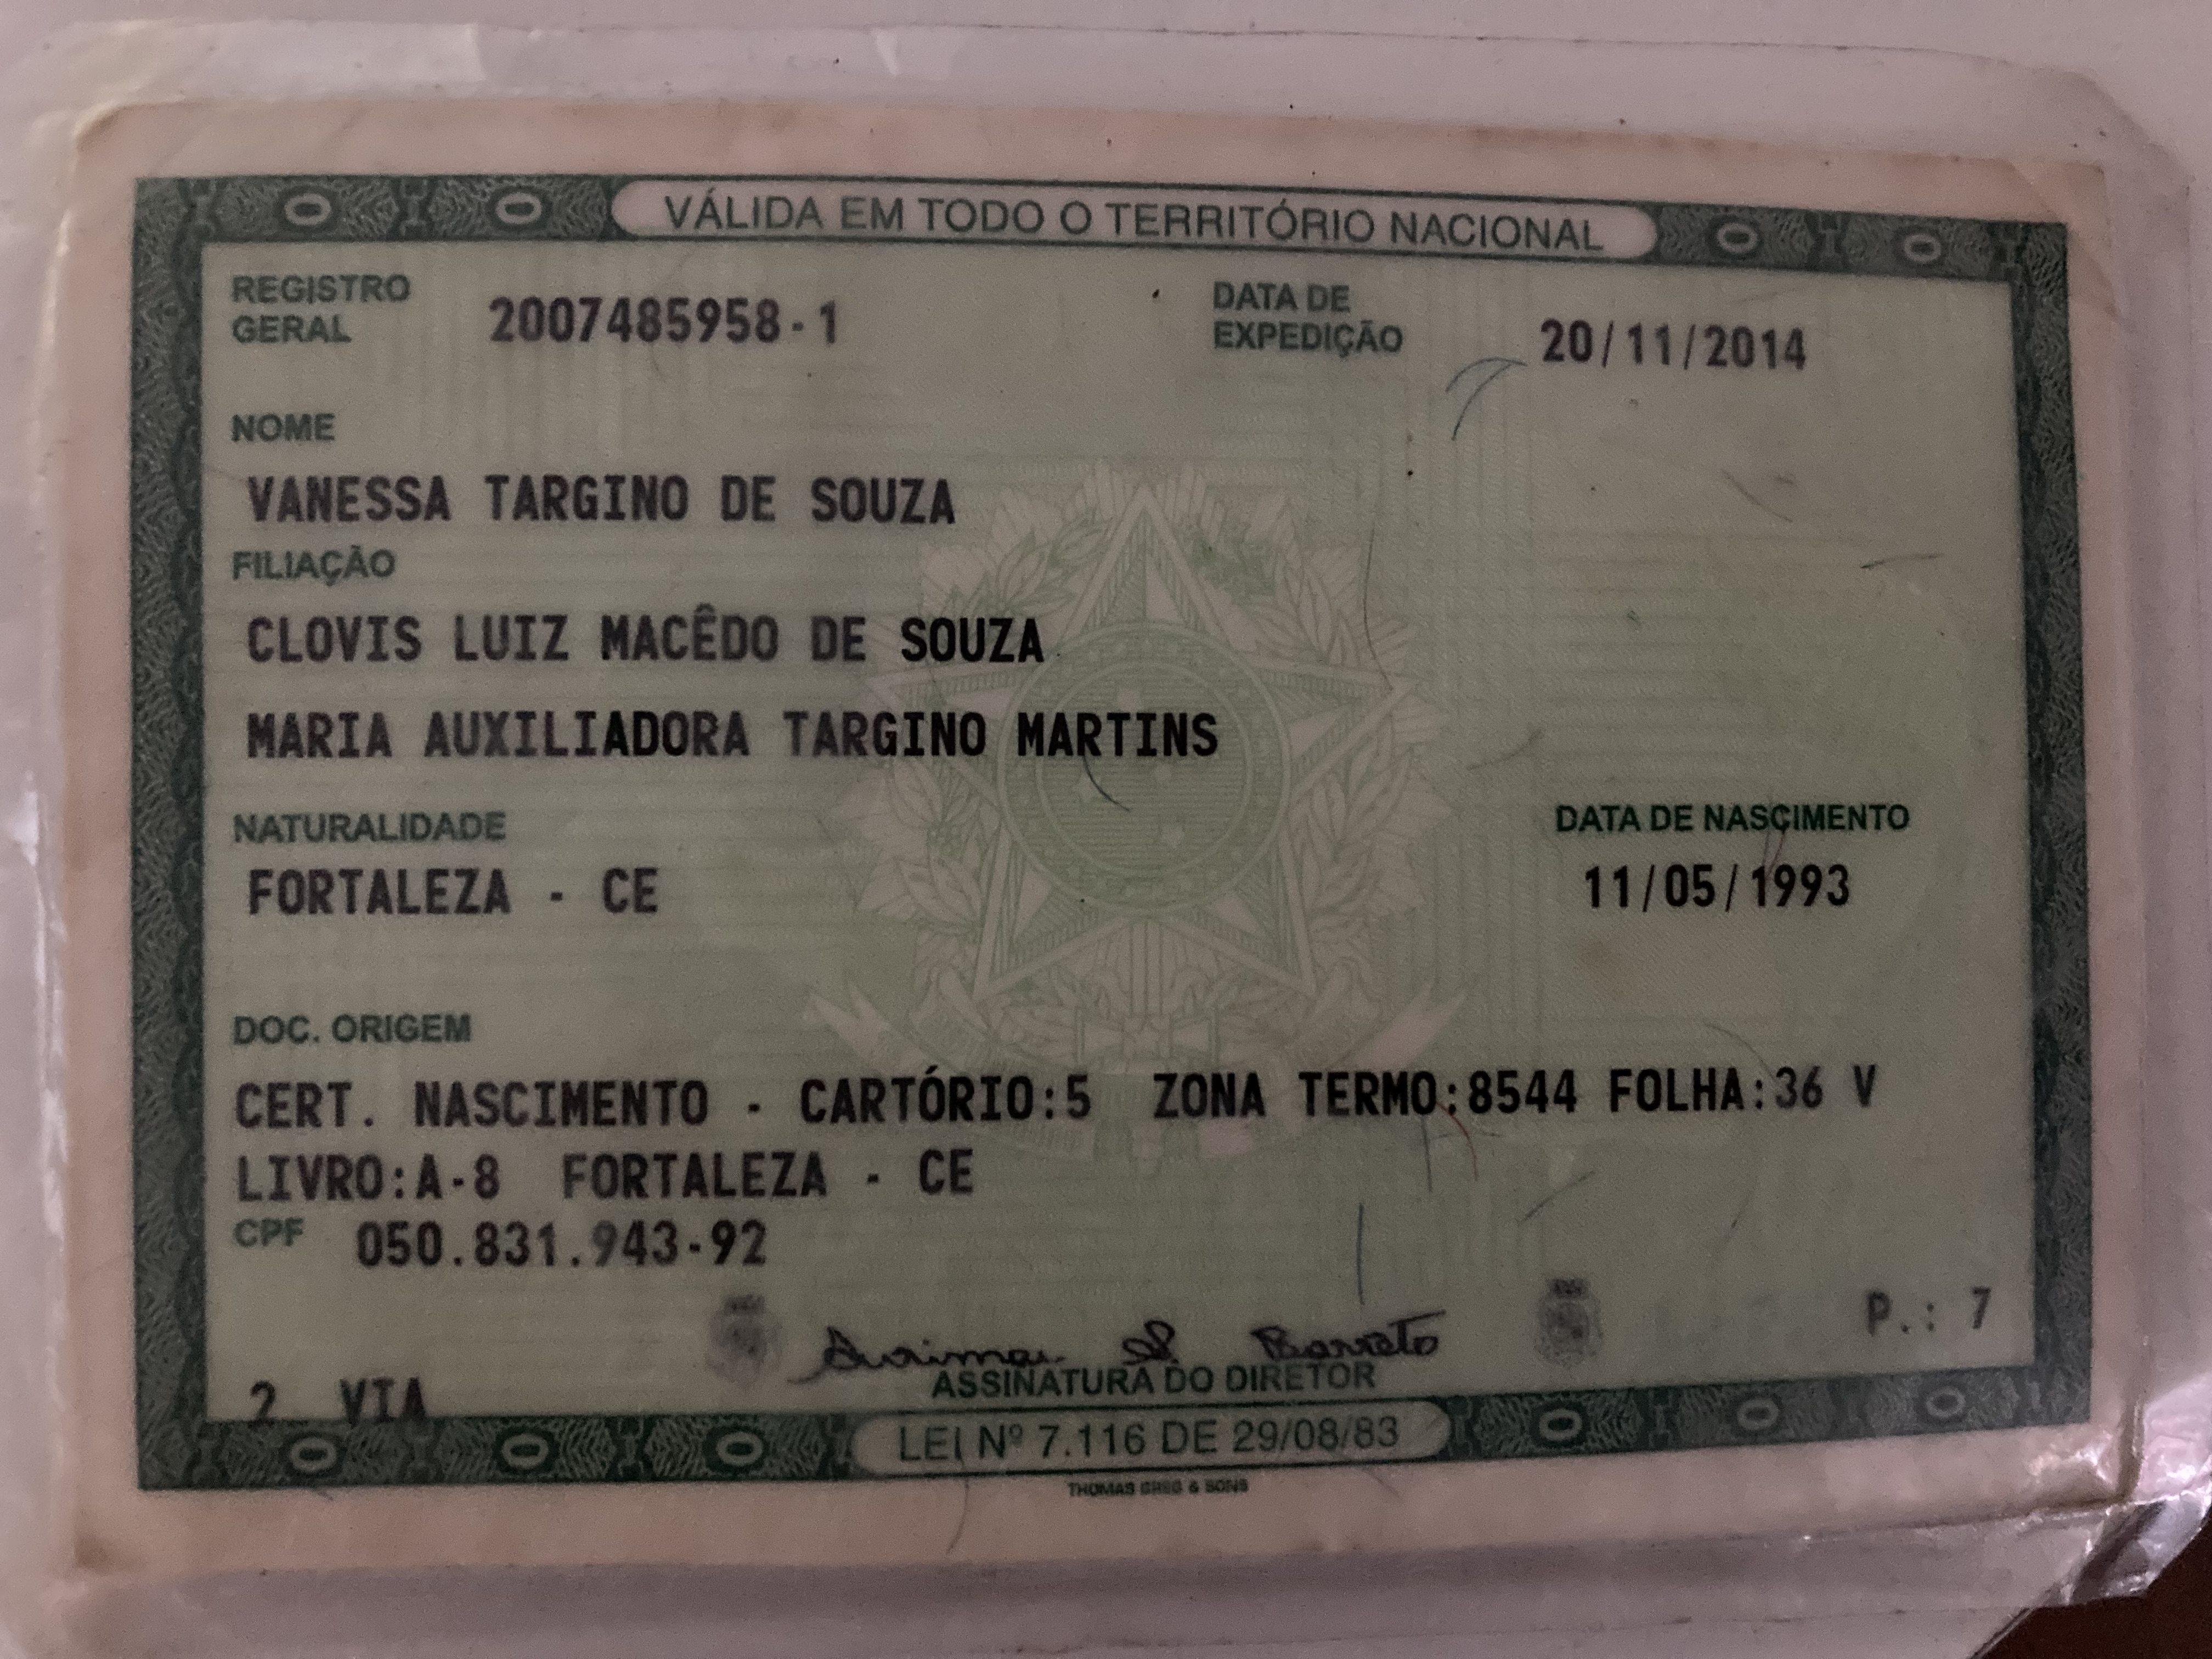 VÁLIDA EM TODO O TERRITÓRIO NACIONAL
REGISTRO GERAL 2007485958-1 DATA DE EXPEDIÇÃO 20/11/2014
NOME
VANESSA TARGINO DE SOUZA
FILIAÇÃO
CLOVIS LUIZ MACÊDO DE SOUZA
MARIA AUXILIADORA TARGINO MARTINS
NATURALIDADE DATA DE NASCIMENTO
FORTALEZA - CE 11/05/1993
DOC. ORIGEM
CERT. NASCIMENTO - CARTÓRIO:5 ZONA TERMO:8544 FOLHA:36 V
LIVRO:A-8 FORTALEZA - CE
CPF 050.831.943-92
P.: 7
2 VIA
ASSINATURA DO DIRETOR
LEI Nº 7.116 DE 29/08/83
THOMAS GREG & SONS